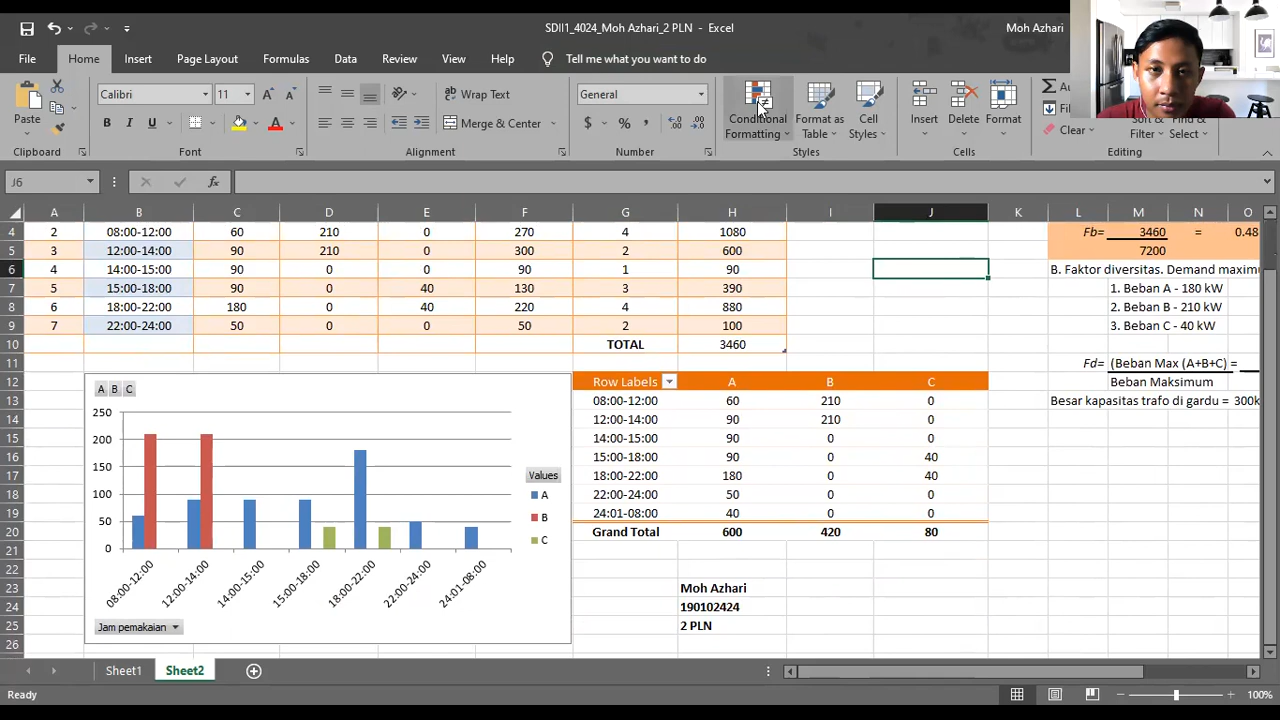 SDII1_4024_Moh Azhari_2 PLN - Excel
Moh Azhari
File Home Insert Page Layout Formulas Data Review View Help Tell me what you want to do
Paste
Calibri 11
B I U
Wrap Text
Merge & Center
General
$ % ,
Conditional Formatting
Format as Table
Cell Styles
Insert Delete Format
Clear
Sort & Filter
Find & Select
Clipboard Font Alignment Number Styles Cells Editing
J6 fx
A B C D E F G H I J K L M N O
4 2 08:00-12:00 60 210 0 270 4 1080 Fb= 3460 = 0.48
5 3 12:00-14:00 90 210 0 300 2 600 7200
6 4 14:00-15:00 90 0 0 90 1 90 B. Faktor diversitas. Demand maximu
7 5 15:00-18:00 90 0 40 130 3 390 1. Beban A - 180 kW
8 6 18:00-22:00 180 0 40 220 4 880 2. Beban B - 210 kW
9 7 22:00-24:00 50 0 0 50 2 100 3. Beban C - 40 kW
10 TOTAL 3460
11 Fd= (Beban Max (A+B+C) =
12 Row Labels A B C Beban Maksimum
13 08:00-12:00 60 210 0 Besar kapasitas trafo di gardu = 300k
14 12:00-14:00 90 210 0
15 14:00-15:00 90 0 0
16 15:00-18:00 90 0 40
17 18:00-22:00 180 0 40
18 22:00-24:00 50 0 0
19 24:01-08:00 40 0 0
20 Grand Total 600 420 80
21
22
23 Moh Azhari
24 190102424
25 2 PLN
26
A B C
250
200
150
100
50
0
08:00-12:00 12:00-14:00 14:00-15:00 15:00-18:00 18:00-22:00 22:00-24:00 24:01-08:00
Values
A
B
C
Jam pemakaian
Sheet1 Sheet2
Ready
100%